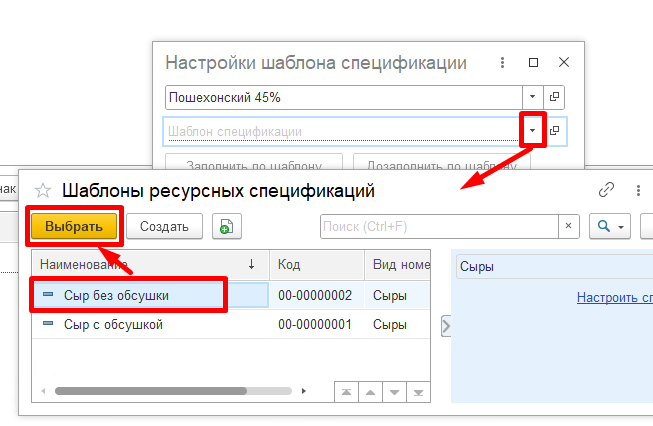 Настройки шаблона спецификации
Пошехонский 45%
Шаблон спецификации
Заполнить по шаблону Дозаполнить по шаблону
нак
Шаблоны ресурсных спецификаций
Выбрать Создать Поиск (Ctrl+F)
Наименование Код Вид номе
Сыры
Сыр без обсушки 00-00000002 Сыры
Настроить сп
Сыр с обсушкой 00-00000001 Сыры